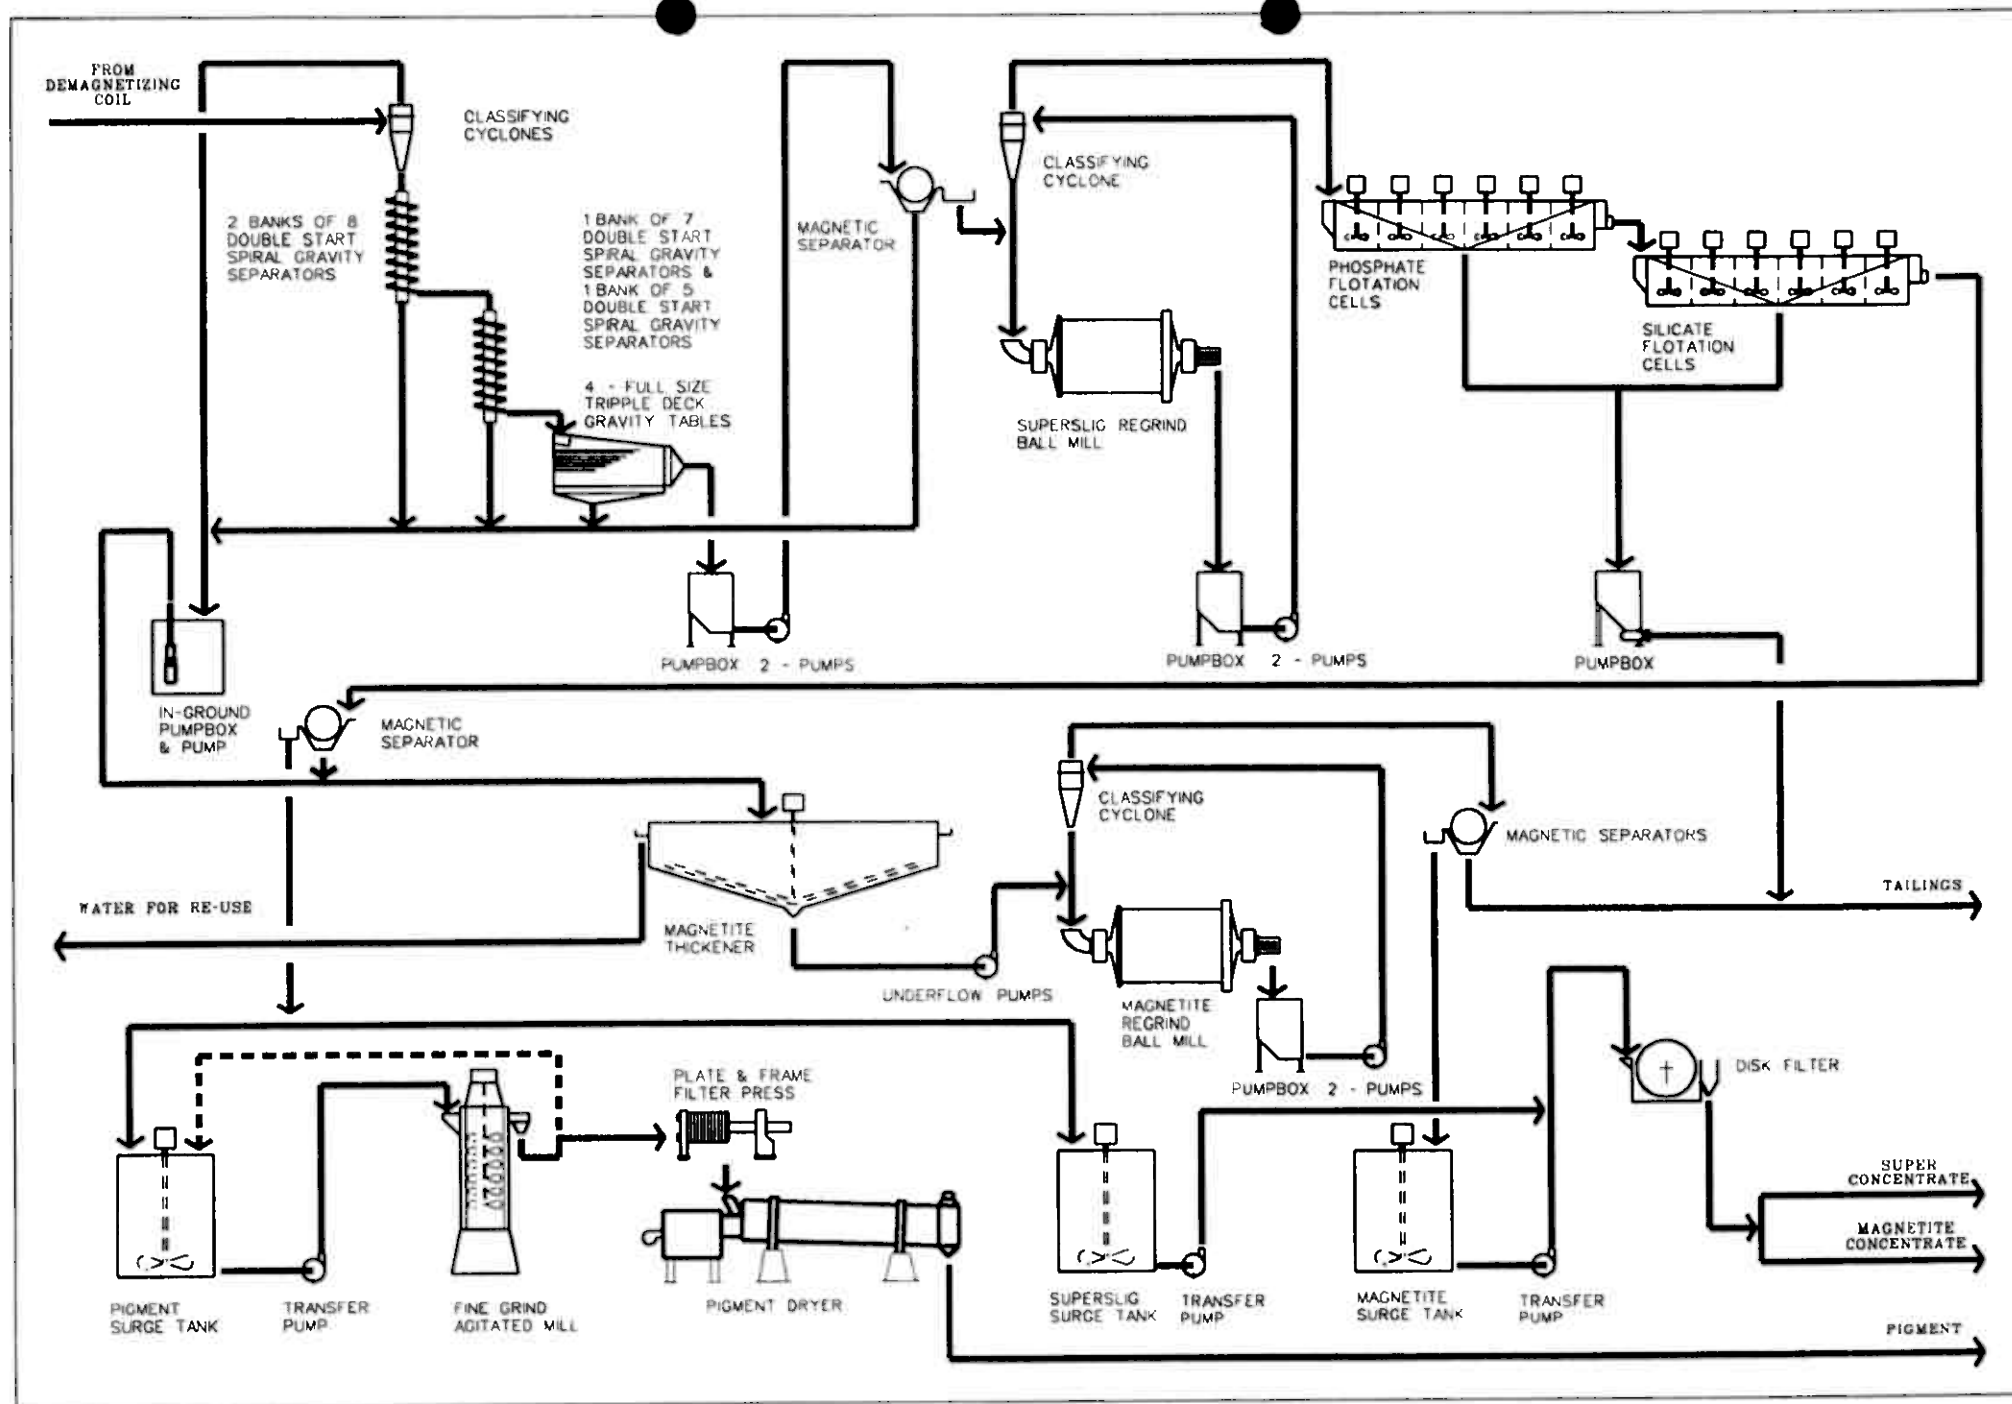 FROM
DEMAGNETIZING
COIL
CLASSIFYING
CYCLONES
2 BANKS OF 8
DOUBLE START
SPIRAL GRAVITY
SEPARATORS
1 BANK OF 7
DOUBLE START
SPIRAL GRAVITY
SEPARATORS &
1 BANK OF 5
DOUBLE START
SPIRAL GRAVITY
SEPARATORS
4 - FULL SIZE
TRIPPLE DECK
GRAVITY TABLES
MAGNETIC
SEPARATOR
CLASSIFYING
CYCLONE
SUPERSLIG REGRIND
BALL MILL
PHOSPHATE
FLOTATION
CELLS
SILICATE
FLOTATION
CELLS
PUMPBOX 2 - PUMPS
PUMPBOX 2 - PUMPS
PUMPBOX
IN-GROUND
PUMPBOX
& PUMP
MAGNETIC
SEPARATOR
CLASSIFYING
CYCLONE
MAGNETIC SEPARATORS
TAILINGS
WATER FOR RE-USE
MAGNETITE
THICKENER
UNDERFLOW PUMPS
MAGNETITE
REGRIND
BALL MILL
PUMPBOX 2 - PUMPS
PLATE & FRAME
FILTER PRESS
DISK FILTER
SUPER
CONCENTRATE
MAGNETITE
CONCENTRATE
PIGMENT
SURGE TANK
TRANSFER
PUMP
FINE GRIND
AGITATED MILL
PIGMENT DRYER
SUPERSLIG
SURGE TANK
TRANSFER
PUMP
MAGNETITE
SURGE TANK
TRANSFER
PUMP
PIGMENT